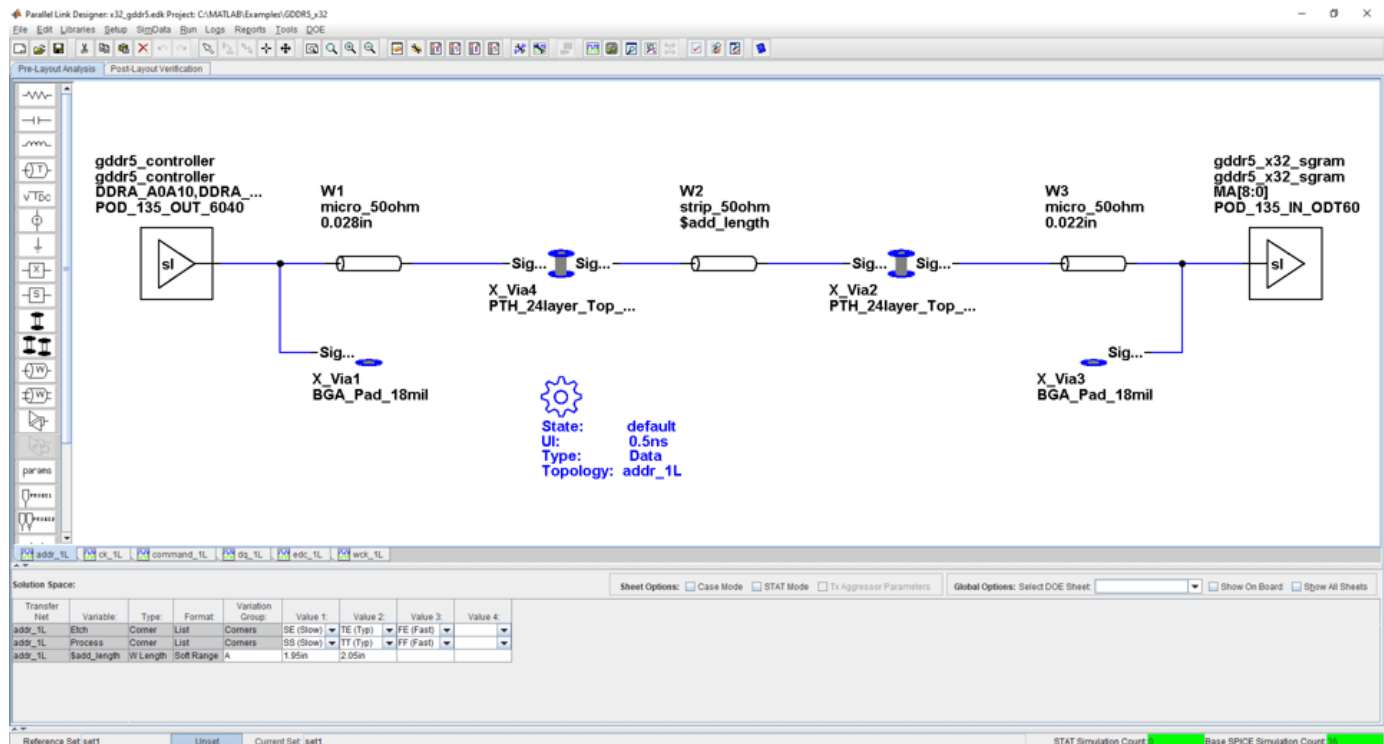 Parallel Link Designer: x32_gddr5.edk Project: C:\MATLAB\Examples\GDDR5_x32
File Edit Libraries Setup SimData Run Logs Reports Tools DOE
Pre-Layout Analysis Post-Layout Verification
gddr5_controller
gddr5_controller
DDRA_A0A10,DDRA_...
POD_135_OUT_6040
W1
micro_50ohm
0.028in
W2
strip_50ohm
$add_length
W3
micro_50ohm
0.022in
gddr5_x32_sgram
gddr5_x32_sgram
MA[8:0]
POD_135_IN_ODT60
sI
Sig... Sig...
Sig... Sig...
sI
X_Via4
PTH_24layer_Top_...
X_Via2
PTH_24layer_Top_...
Sig...
X_Via1
BGA_Pad_18mil
Sig...
X_Via3
BGA_Pad_18mil
State: default
UI: 0.5ns
Type: Data
Topology: addr_1L
T
X
S
W
W
params
addr_1L ck_1L command_1L dq_1L edc_1L wck_1L
Solution Space:
Sheet Options: Case Mode STAT Mode Tx Aggressor Parameters Global Options: Select DOE Sheet: Show On Board Show All Sheets
Transfer Net Variable: Type: Format: Variation Group: Value 1: Value 2: Value 3: Value 4:
addr_1L Etch Corner List Corners SE (Slow) TE (Typ) FE (Fast)
addr_1L Process Corner List Corners SS (Slow) TT (Typ) FF (Fast)
addr_1L $add_length W Length Soft Range A 1.95in 2.05in
Reference Set: set1 Unset Current Set: set1 STAT Simulation Count: 0 Base SPICE Simulation Count: 36